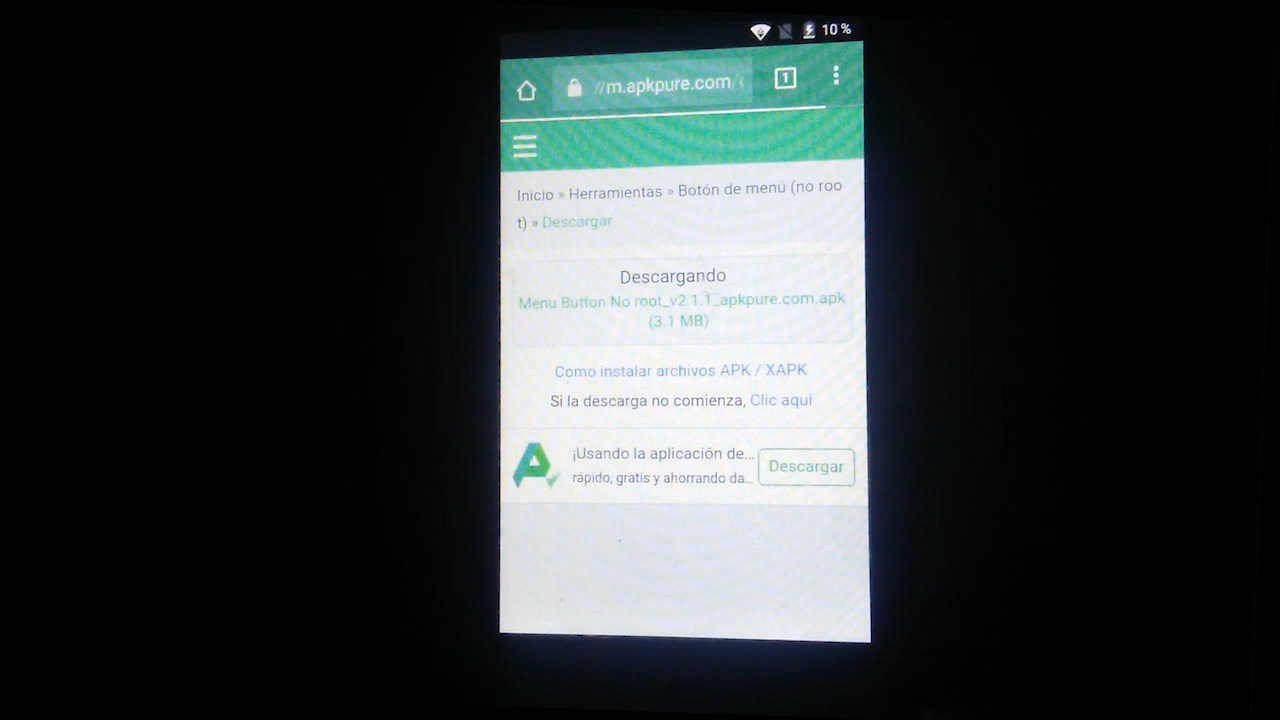 10 %
//m.apkpure.com/
1
Inicio » Herramientas » Botón de menú (no roo
t) » Descargar
Descargando
Menu Button No root_v2.1.1_apkpure.com.apk
(3.1 MB)
Como instalar archivos APK / XAPK
Si la descarga no comienza, Clic aquí
¡Usando la aplicación de...
rápido, gratis y ahorrando da...
Descargar